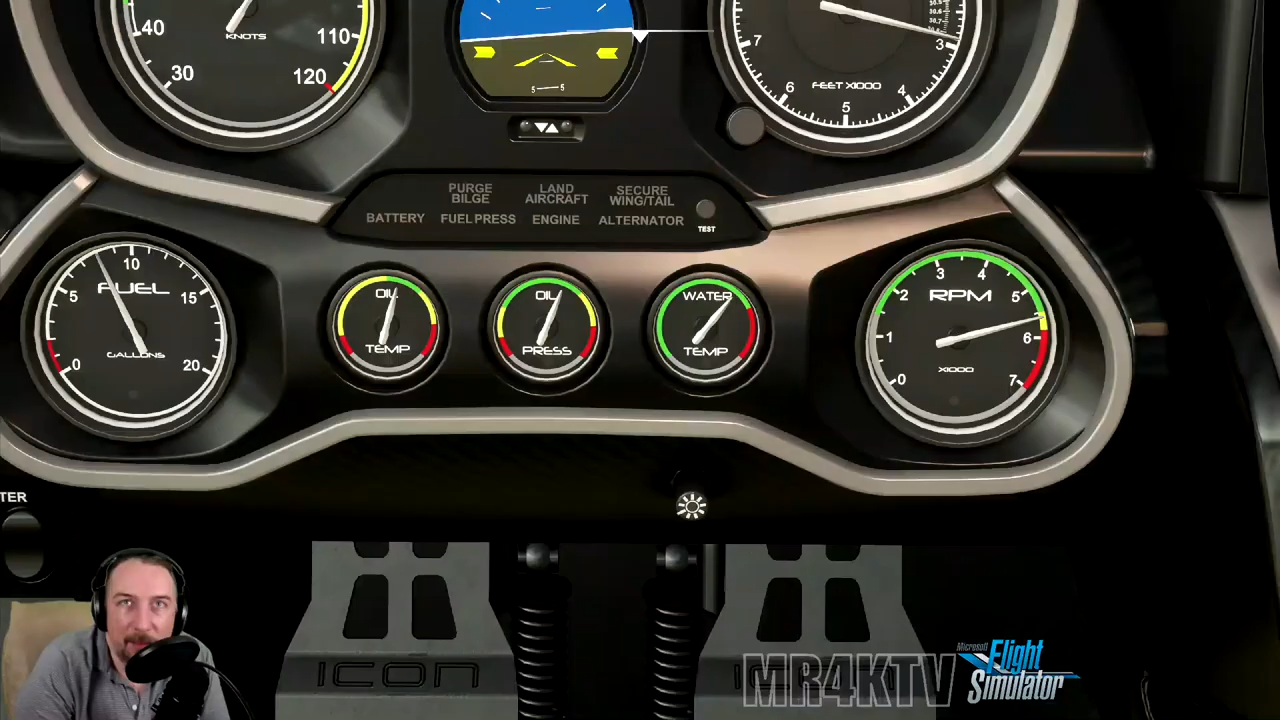 40
30
KNOTS
110
120
5 5
7
6
5
4
3
FEET X1000
PURGE BILGE
LAND AIRCRAFT
SECURE WING/TAIL
BATTERY
FUEL PRESS
ENGINE
ALTERNATOR
TEST
FUEL
0
5
10
15
20
GALLONS
OIL
TEMP
OIL
PRESS
WATER
TEMP
RPM
0
1
2
3
4
5
6
7
X1000
TER
ICON
MR4KTV
Microsoft
Flight
Simulator